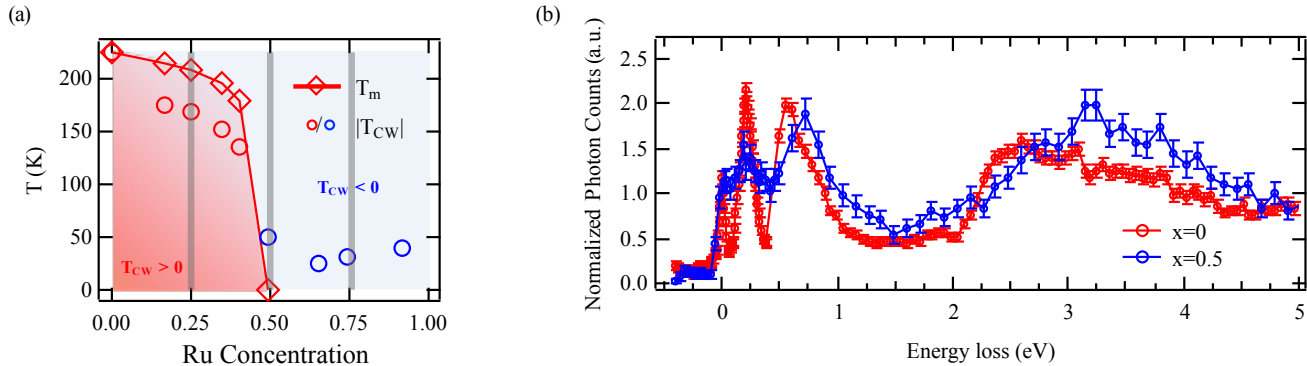 (a)
T (K)
200
150
100
50
0
0.00 0.25 0.50 0.75 1.00
Ru Concentration
T_m
○/○ |T_CW|
T_CW < 0
T_CW > 0
(b)
Normalized Photon Counts (a.u.)
2.5
2.0
1.5
1.0
0.5
0.0
0 1 2 3 4 5
Energy loss (eV)
x=0
x=0.5